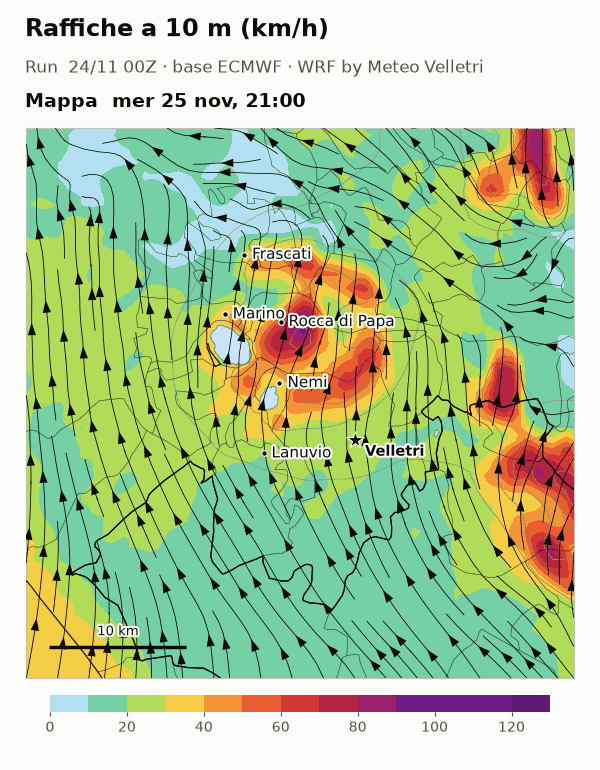 Raffiche a 10 m (km/h)
Run  24/11 00Z · base ECMWF · WRF by Meteo Velletri
Mappa  mer 25 nov, 21:00
Frascati
Marino
Rocca di Papa
Nemi
Velletri
Lanuvio
10 km
0 20 40 60 80 100 120